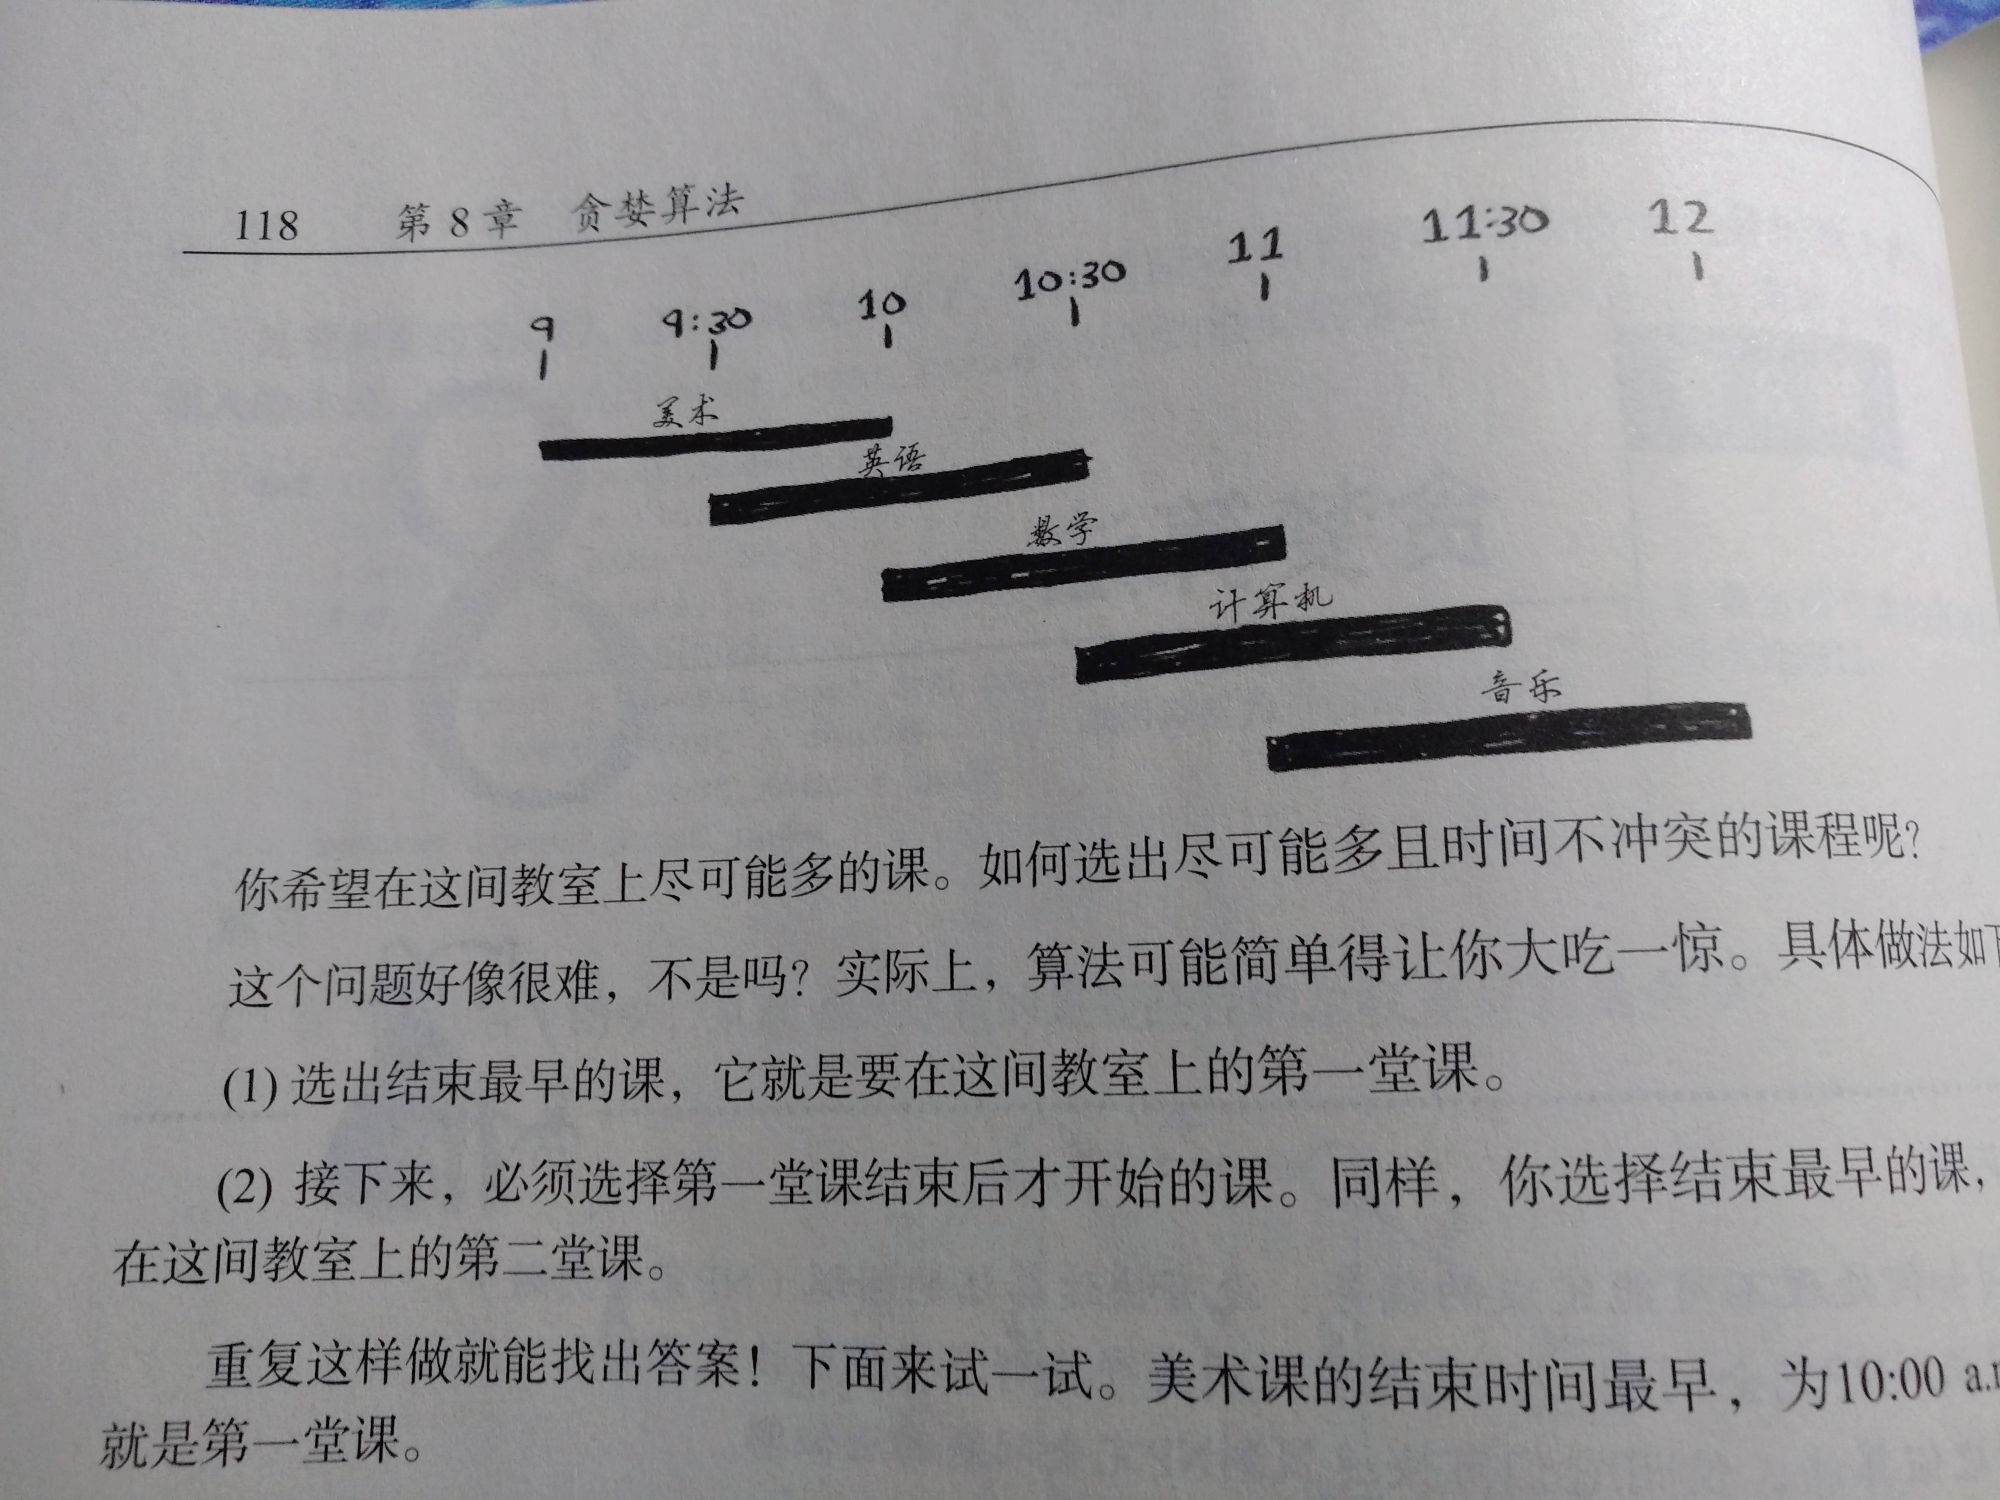 118 第8章 贪婪算法
9 9:30 10 10:30 11 11:30 12
美术
英语
数学
计算机
音乐
你希望在这间教室上尽可能多的课。如何选出尽可能多且时间不冲突的课程呢？
这个问题好像很难，不是吗？实际上，算法可能简单得让你大吃一惊。具体做法如下
(1) 选出结束最早的课，它就是要在这间教室上的第一堂课。
(2) 接下来，必须选择第一堂课结束后才开始的课。同样，你选择结束最早的课，
在这间教室上的第二堂课。
重复这样做就能找出答案！下面来试一试。美术课的结束时间最早，为10:00 a.
就是第一堂课。